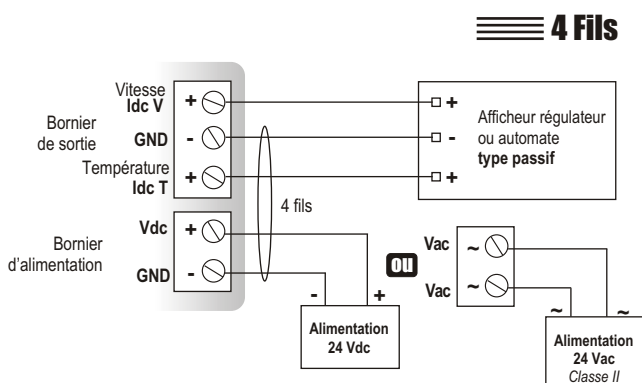 4 Fils
Vitesse
Idc V
+
Bornier
de sortie
GND
-
Température
Idc T
+
+
-
+
Afficheur régulateur
ou automate
type passif
4 fils
Bornier
d'alimentation
Vdc
+
GND
-
-
+
Alimentation
24 Vdc
ou
Vac
~
Vac
~
~
~
Alimentation
24 Vac
Classe II